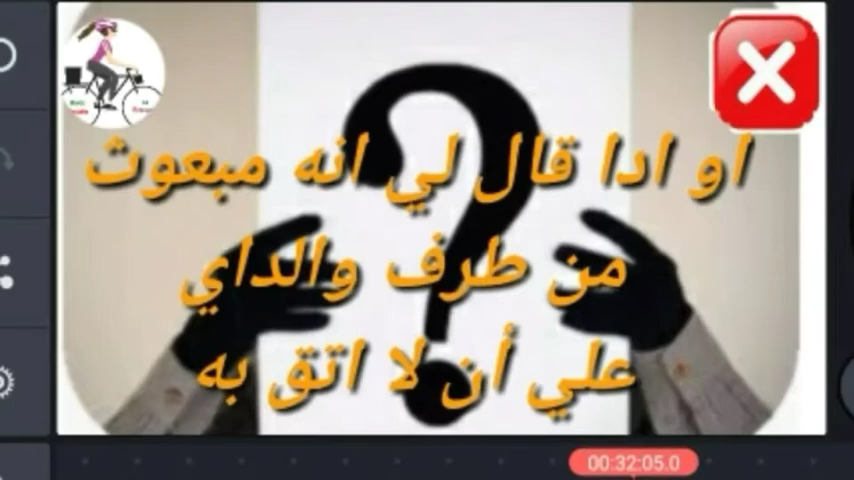 او ادا قال لي انه مبعوث
من طرف والداي
علي أن لا اتق به
00:32:05.0